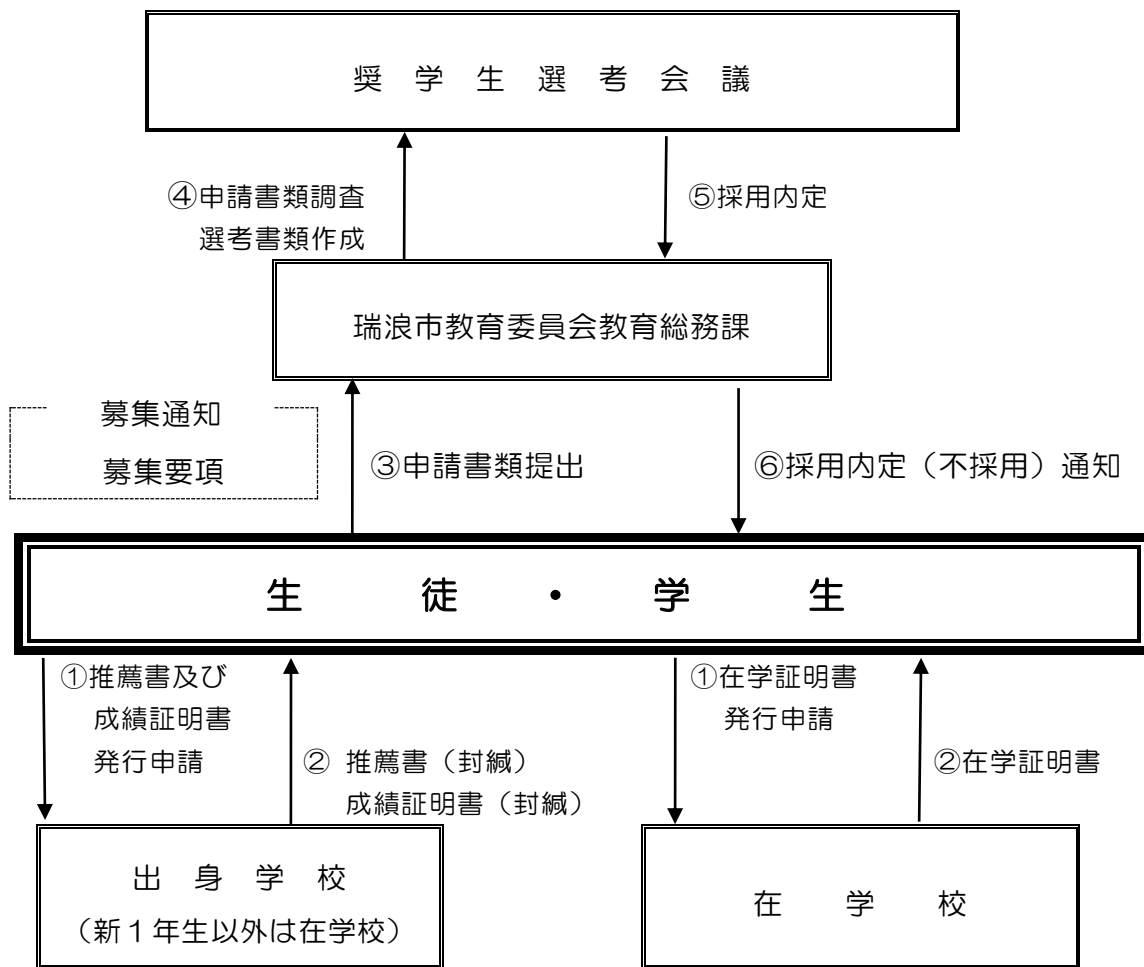 奨学生選考会議
④申請書類調査
選考書類作成
⑤採用内定
瑞浪市教育委員会教育総務課
募集通知
募集要項
③申請書類提出
⑥採用内定（不採用）通知
生徒・学生
①推薦書及び
成績証明書
発行申請
② 推薦書（封緘）
成績証明書（封緘）
①在学証明書
発行申請
②在学証明書
出身学校
（新１年生以外は在学校）
在学校